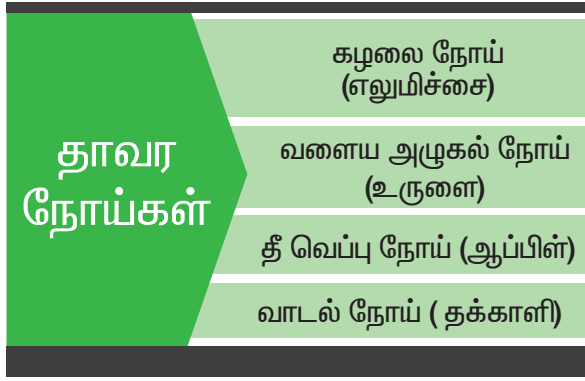 தாவர
நோய்கள்
கழலை நோய்
(எலுமிச்சை)
வளைய அழுகல் நோய்
(உருளை)
தீ வெப்பு நோய் (ஆப்பிள்)
வாடல் நோய் ( தக்காளி)